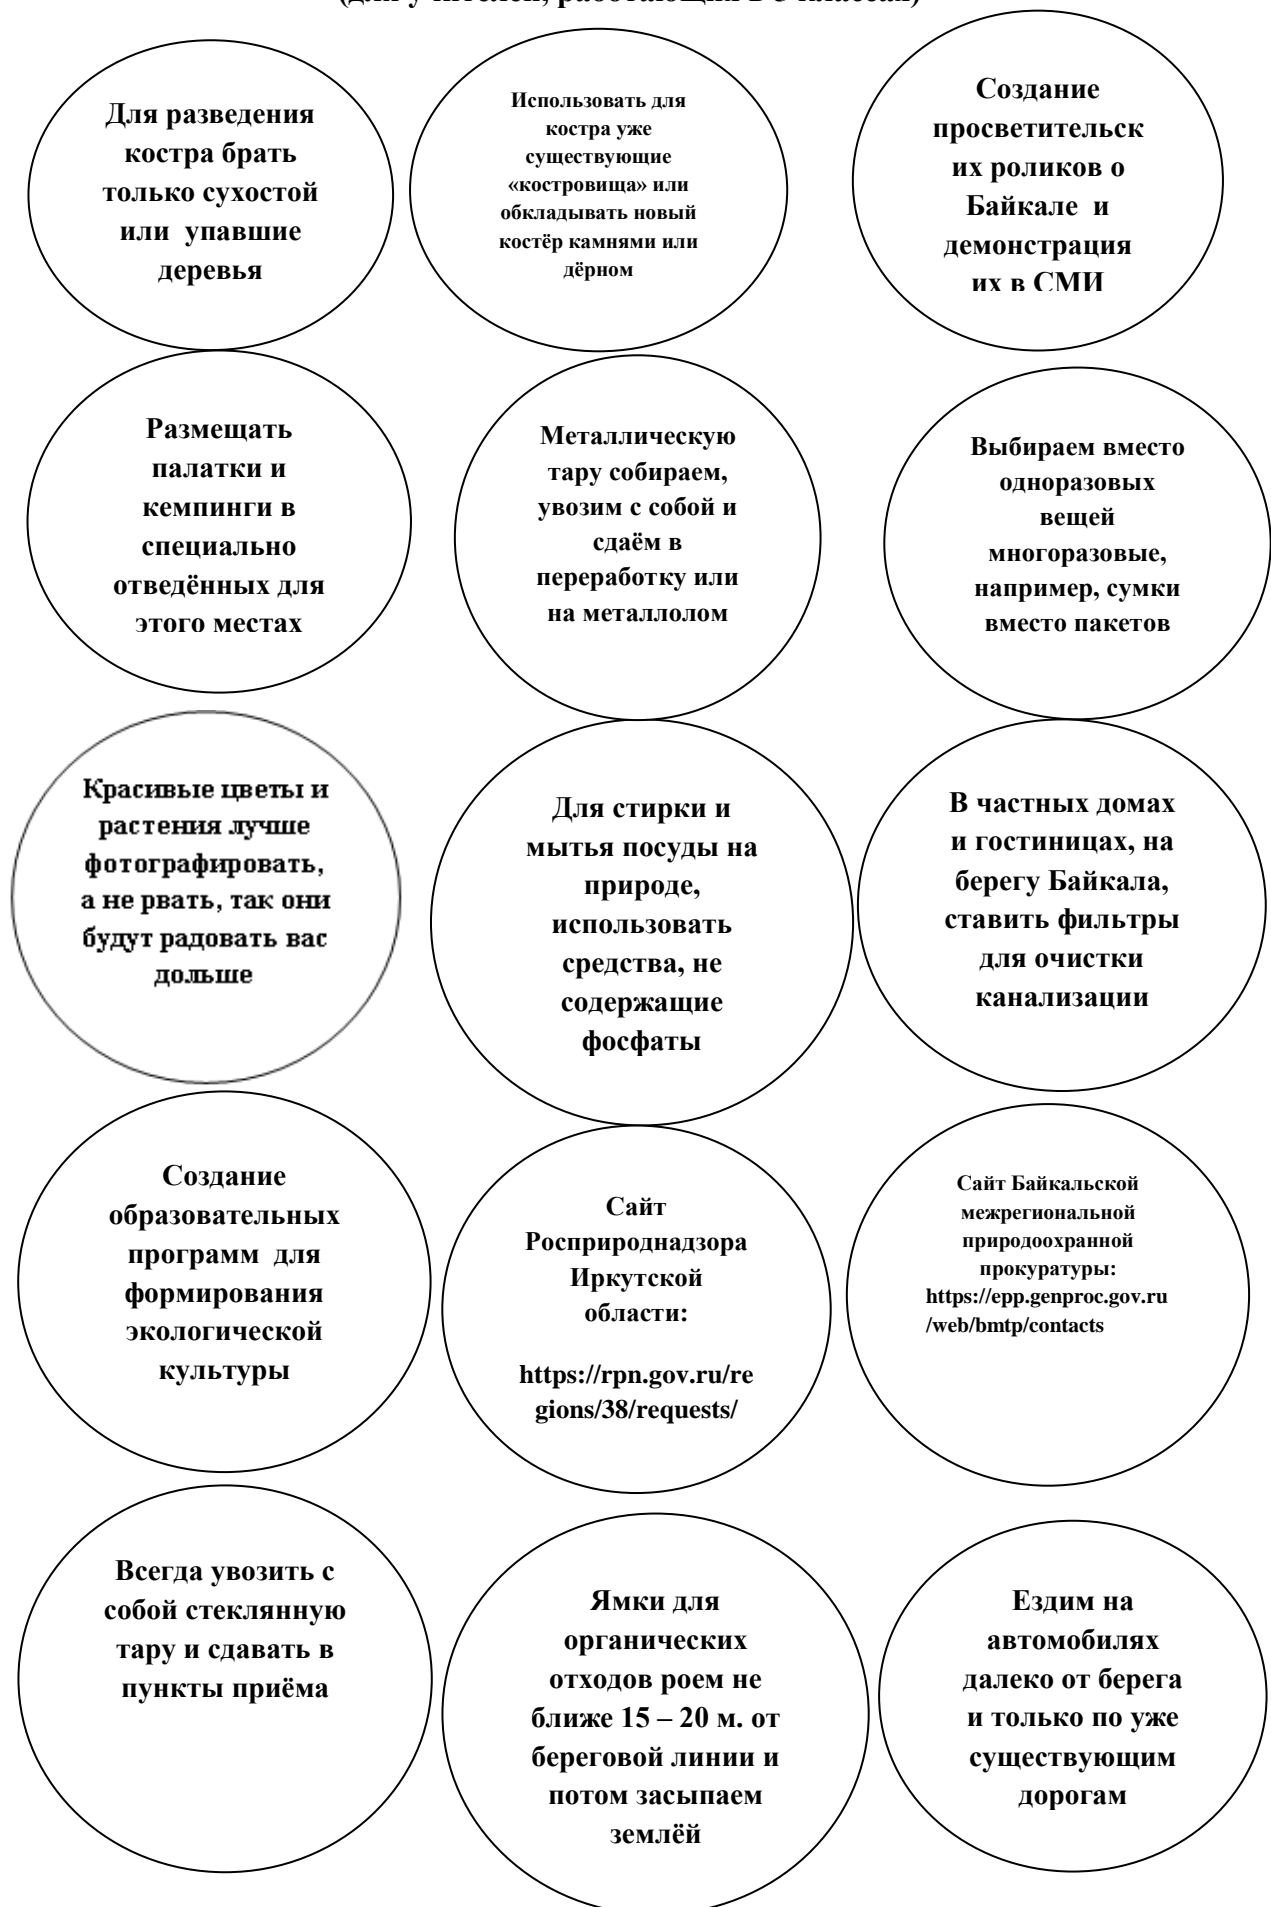 Для разведения
костра брать
только сухостой
или упавшие
деревья
Использовать для
костра уже
существующие
«костровища» или
обкладывать новый
костёр камнями или
дёрном
Создание
просветительск
их роликов о
Байкале и
демонстрация
их в СМИ
Размещать
палатки и
кемпинги в
специально
отведённых для
этого местах
Металлическую
тару собираем,
увозим с собой и
сдаём в
переработку или
на металлолом
Выбираем вместо
одноразовых
вещей
многоразовые,
например, сумки
вместо пакетов
Красивые цветы и
растения лучше
фотографировать,
а не рвать, так они
будут радовать вас
дольше
Для стирки и
мытья посуды на
природе,
использовать
средства, не
содержащие
фосфаты
В частных домах
и гостиницах, на
берегу Байкала,
ставить фильтры
для очистки
канализации
Создание
образовательных
программ для
формирования
экологической
культуры
Сайт
Росприроднадзора
Иркутской
области:
https://rpn.gov.ru/re
gions/38/requests/
Сайт Байкальской
межрегиональной
природоохранной
прокуратуры:
https://epp.genproc.gov.ru
/web/bmtp/contacts
Всегда увозить с
собой стеклянную
тару и сдавать в
пункты приёма
Ямки для
органических
отходов роем не
ближе 15 – 20 м. от
береговой линии и
потом засыпаем
землёй
Ездим на
автомобилях
далеко от берега
и только по уже
существующим
дорогам